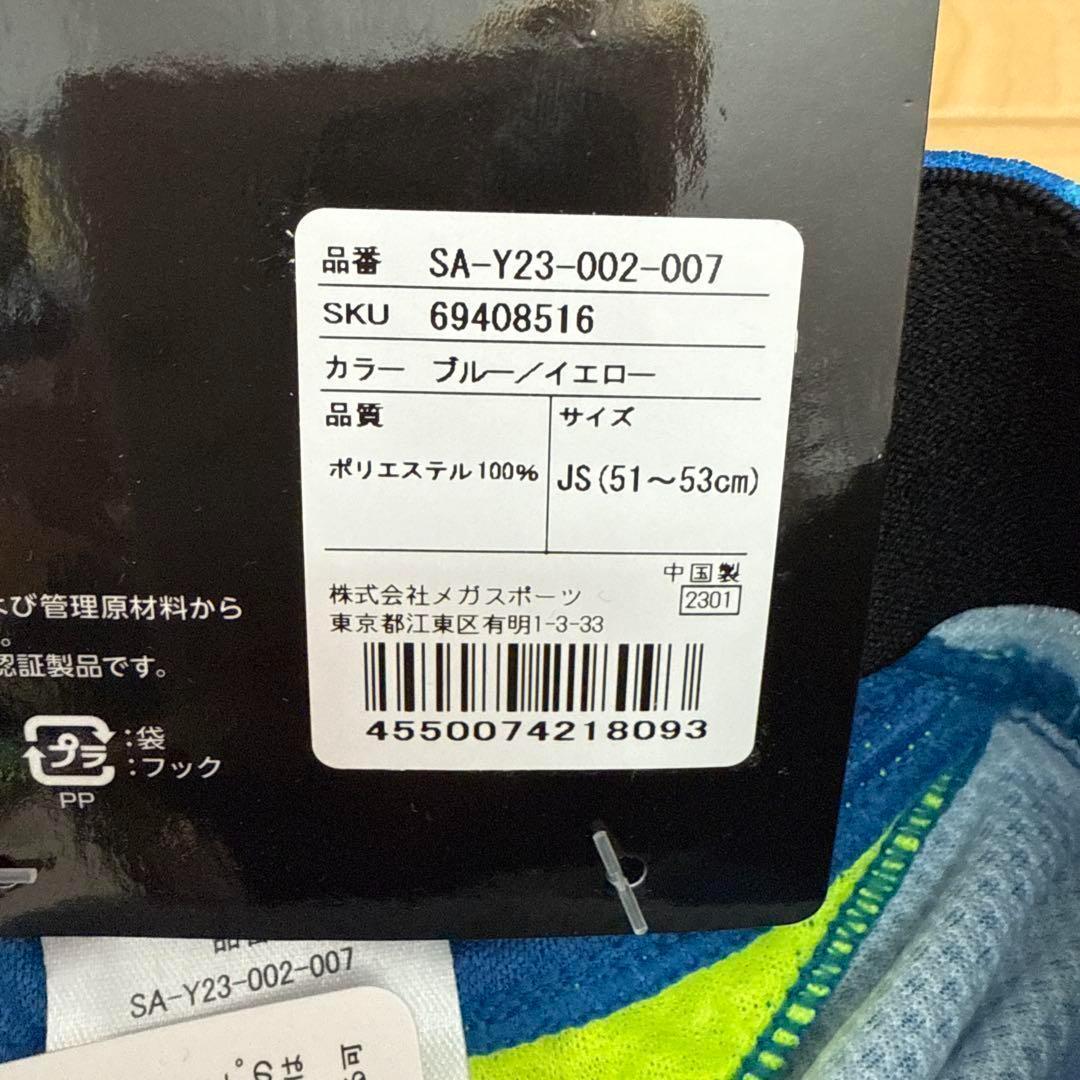 品番 SA-Y23-002-007
SKU 69408516
カラー ブルー／イエロー
品質
ポリエステル100%
サイズ
JS(51～53cm)
中国製
2301
株式会社メガスポーツ
東京都江東区有明1-3-33
4550074218093
び管理原材料から
。
認証製品です。
プラ
:袋
:フック
PP
SA-Y23-002-007